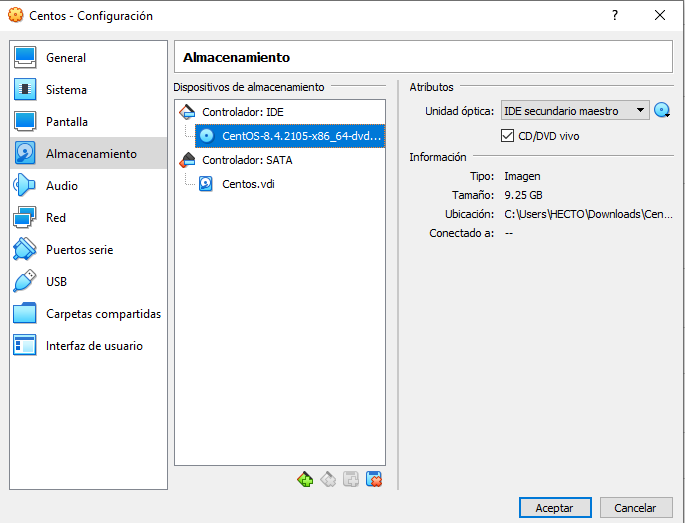 Centos - Configuración
?
General
Sistema
Pantalla
Almacenamiento
Audio
Red
Puertos serie
USB
Carpetas compartidas
Interfaz de usuario
Almacenamiento
Dispositivos de almacenamiento
Controlador: IDE
CentOS-8.4.2105-x86_64-dvd...
Controlador: SATA
Centos.vdi
Atributos
Unidad óptica: IDE secundario maestro
CD/DVD vivo
Información
Tipo: Imagen
Tamaño: 9.25 GB
Ubicación: C:\Users\HECTO\Downloads\Cen...
Conectado a: --
Aceptar
Cancelar